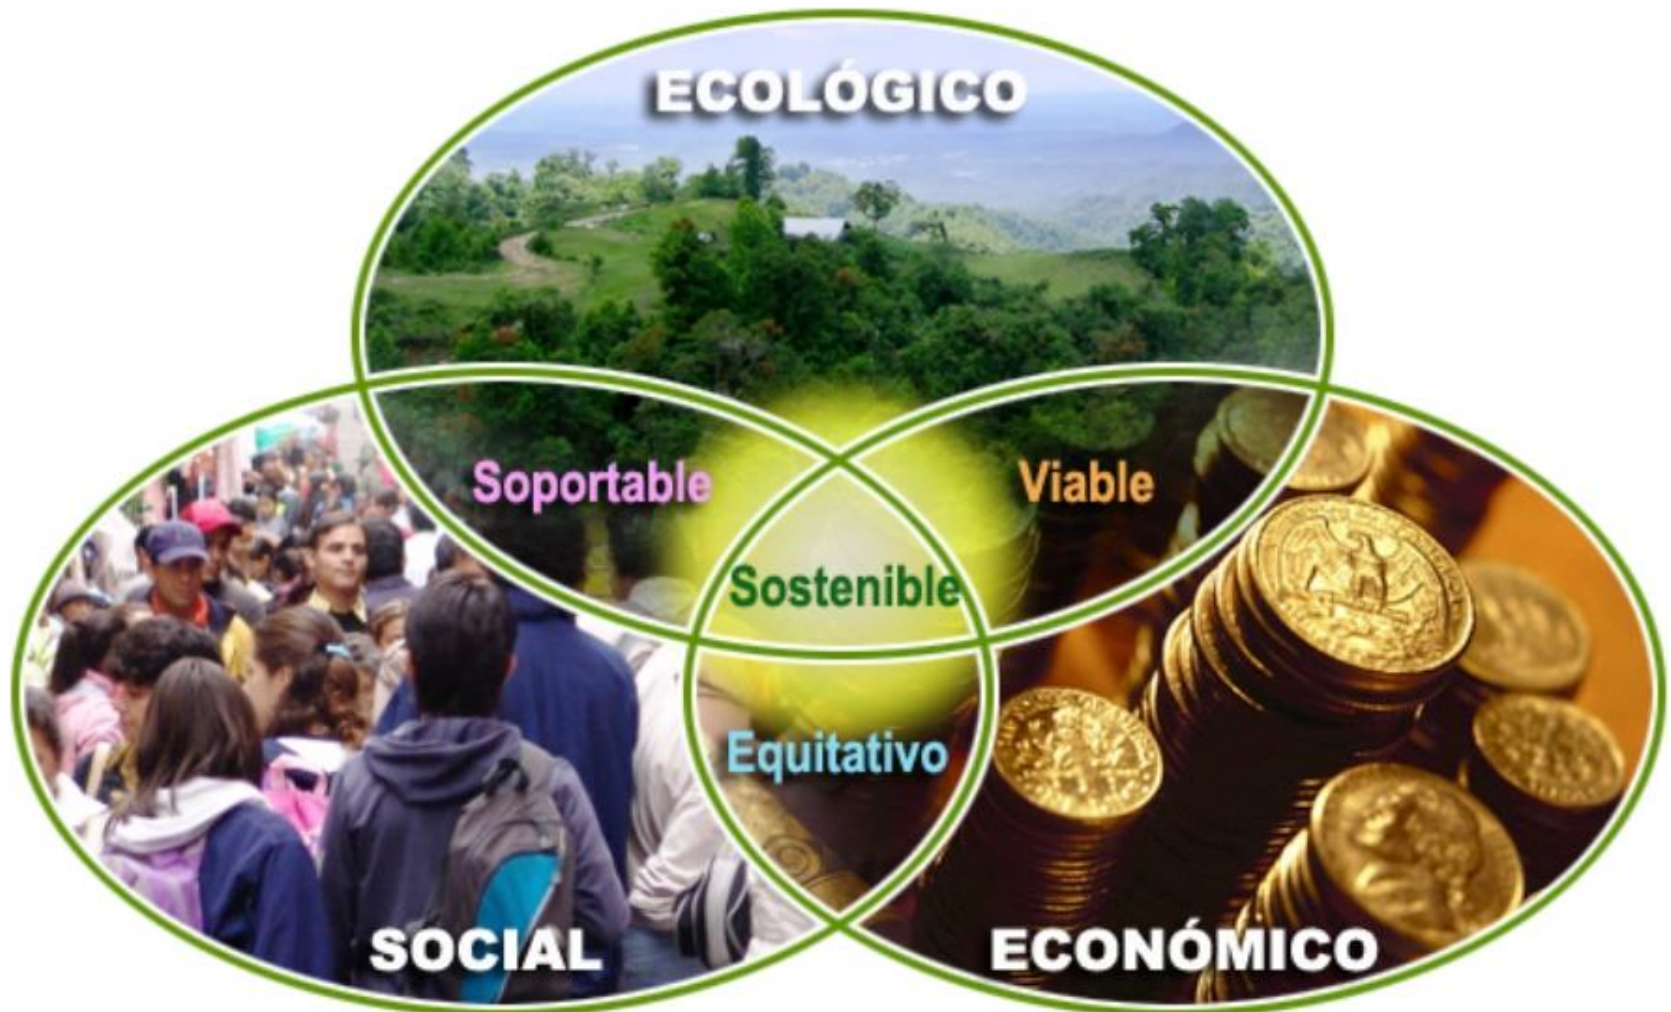 ECOLÓGICO
Soportable
Viable
Sostenible
Equitativo
SOCIAL
ECONÓMICO